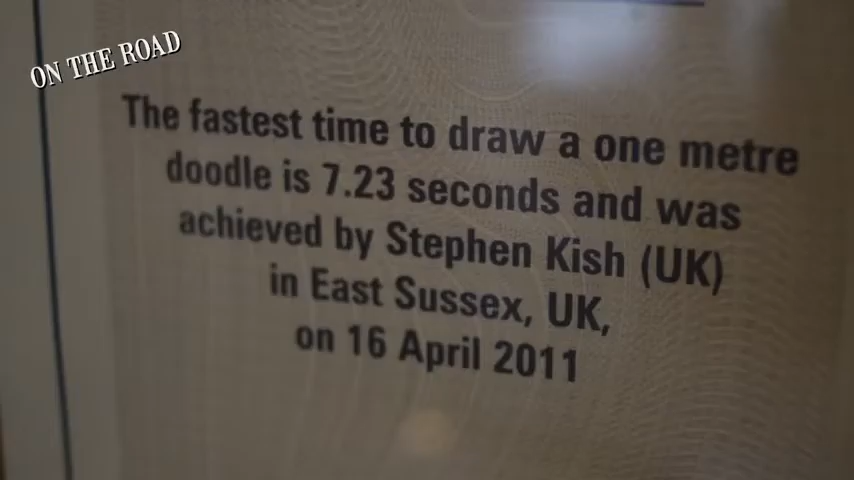 ON THE ROAD
The fastest time to draw a one metre
doodle is 7.23 seconds and was
achieved by Stephen Kish (UK)
in East Sussex, UK,
on 16 April 2011